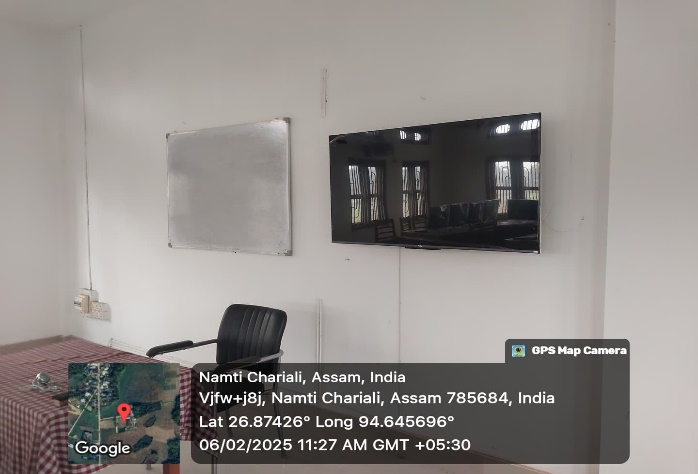 GPS Map Camera
Namti Chariali, Assam, India
Vjfw+j8j, Namti Chariali, Assam 785684, India
Lat 26.87426° Long 94.645696°
06/02/2025 11:27 AM GMT +05:30
Google